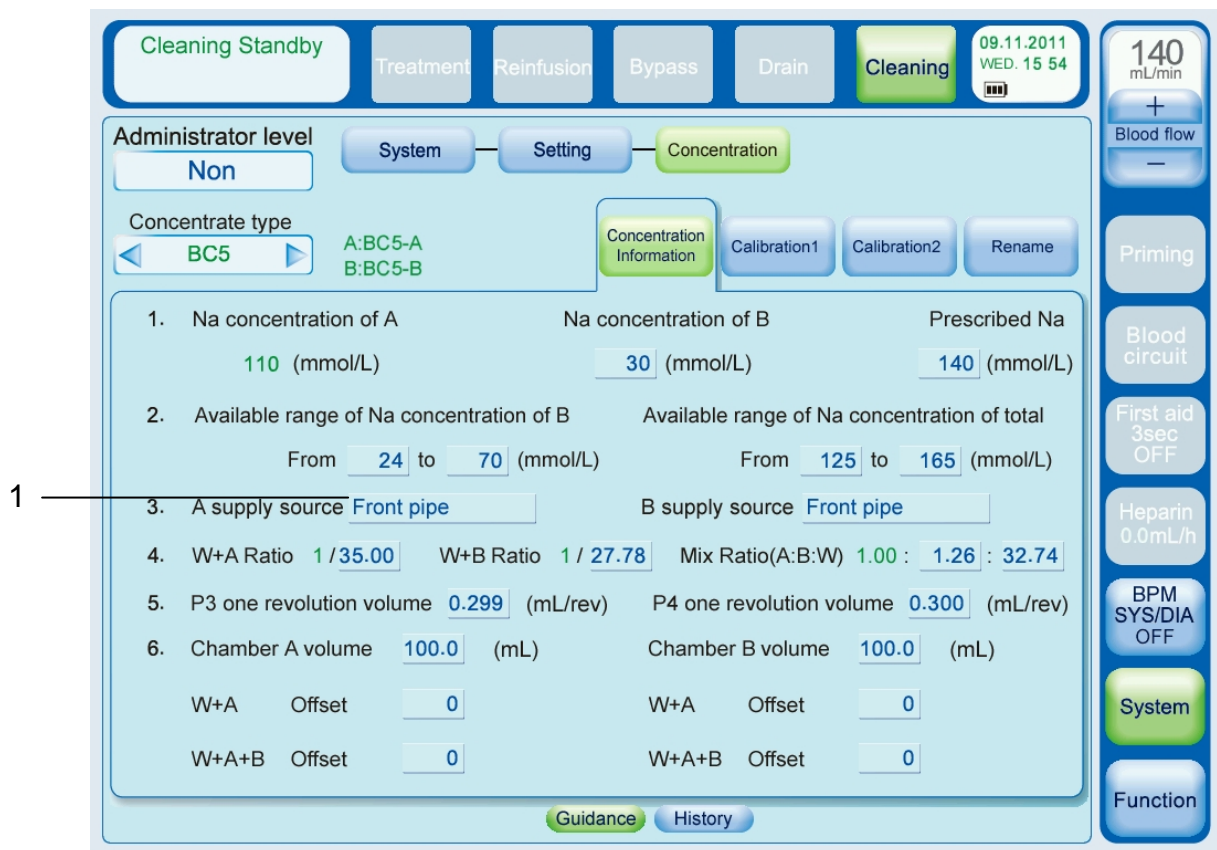 Cleaning Standby
Treatment
Reinfusion
Bypass
Drain
Cleaning
09.11.2011
WED. 15 54
140
mL/min
+
Blood flow
−
Administrator level
Non
System
Setting
Concentration
Concentrate type
BC5
A:BC5-A
B:BC5-B
Concentration
Information
Calibration1
Calibration2
Rename
1. Na concentration of A Na concentration of B Prescribed Na
110 (mmol/L) 30 (mmol/L) 140 (mmol/L)
2. Available range of Na concentration of B Available range of Na concentration of total
From 24 to 70 (mmol/L) From 125 to 165 (mmol/L)
1
3. A supply source Front pipe B supply source Front pipe
4. W+A Ratio 1 / 35.00 W+B Ratio 1 / 27.78 Mix Ratio(A:B:W) 1.00 : 1.26 : 32.74
5. P3 one revolution volume 0.299 (mL/rev) P4 one revolution volume 0.300 (mL/rev)
6. Chamber A volume 100.0 (mL) Chamber B volume 100.0 (mL)
W+A Offset 0 W+A Offset 0
W+A+B Offset 0 W+A+B Offset 0
Guidance
History
Priming
Blood
circuit
First aid
3sec
OFF
Heparin
0.0mL/h
BPM
SYS/DIA
OFF
System
Function